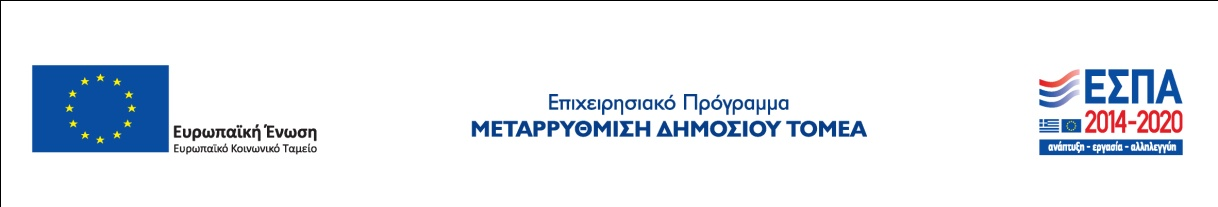 Ευρωπαϊκή Ένωση
Ευρωπαϊκό Κοινωνικό Ταμείο
Επιχειρησιακό Πρόγραμμα
ΜΕΤΑΡΡΥΘΜΙΣΗ ΔΗΜΟΣΙΟΥ ΤΟΜΕΑ
ΕΣΠΑ
2014-2020
ανάπτυξη - εργασία - αλληλεγγύη